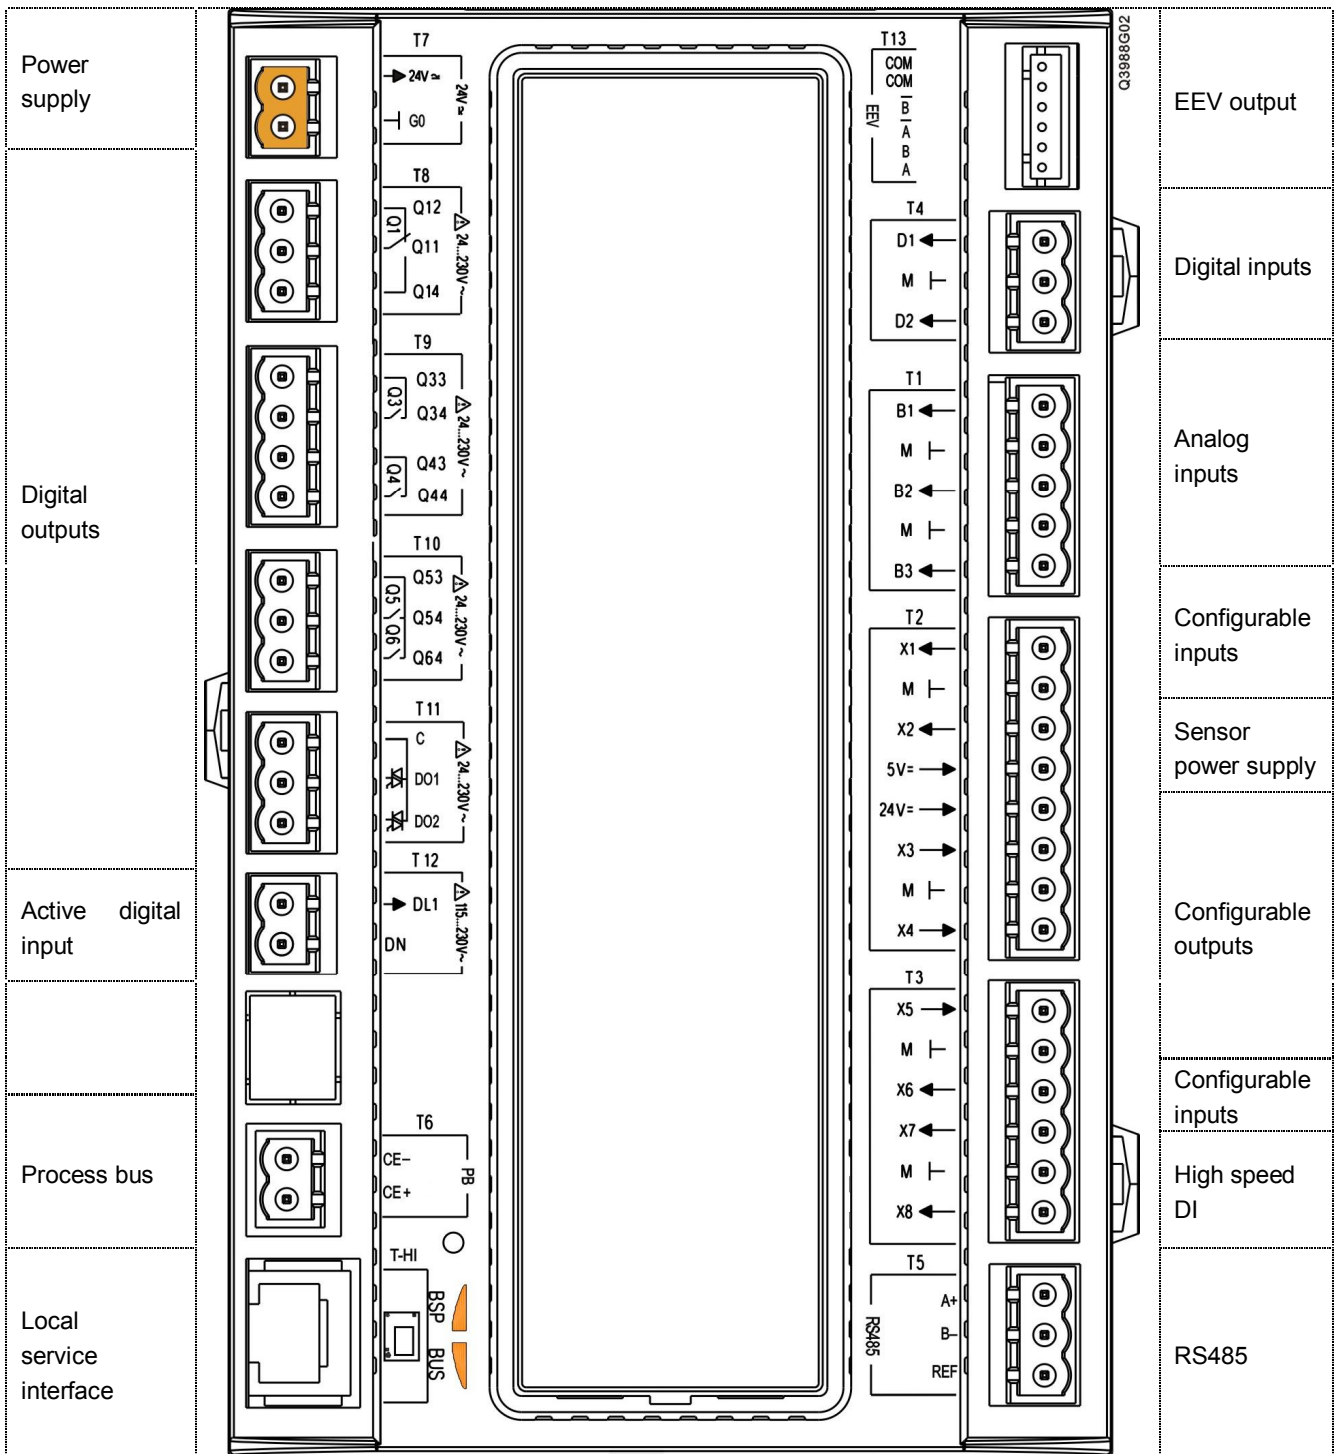 Power
supply
Digital
outputs
Active digital
input
Process bus
Local
service
interface
T7
24V≃
G0
24V≃
T8
Q12
Q11
Q14
Q1
⚠24...230V~
T9
Q33
Q34
Q43
Q44
Q3
Q4
⚠24...230V~
T10
Q53
Q54
Q64
Q5
Q6
⚠24...230V~
T11
C
DO1
DO2
⚠24...230V~
T12
DL1
DN
⚠115...230V~
T6
CE-
CE+
PB
T-HI
BSP
BUS
T13
COM
COM
B̅
A̅
B
A
EEV
T4
D1
M
D2
T1
B1
M
B2
M
B3
T2
X1
M
X2
5V=
24V=
X3
M
X4
T3
X5
M
X6
X7
M
X8
T5
A+
B-
REF
RS485
Q3988G02
EEV output
Digital inputs
Analog
inputs
Configurable
inputs
Sensor
power supply
Configurable
outputs
Configurable
inputs
High speed
DI
RS485